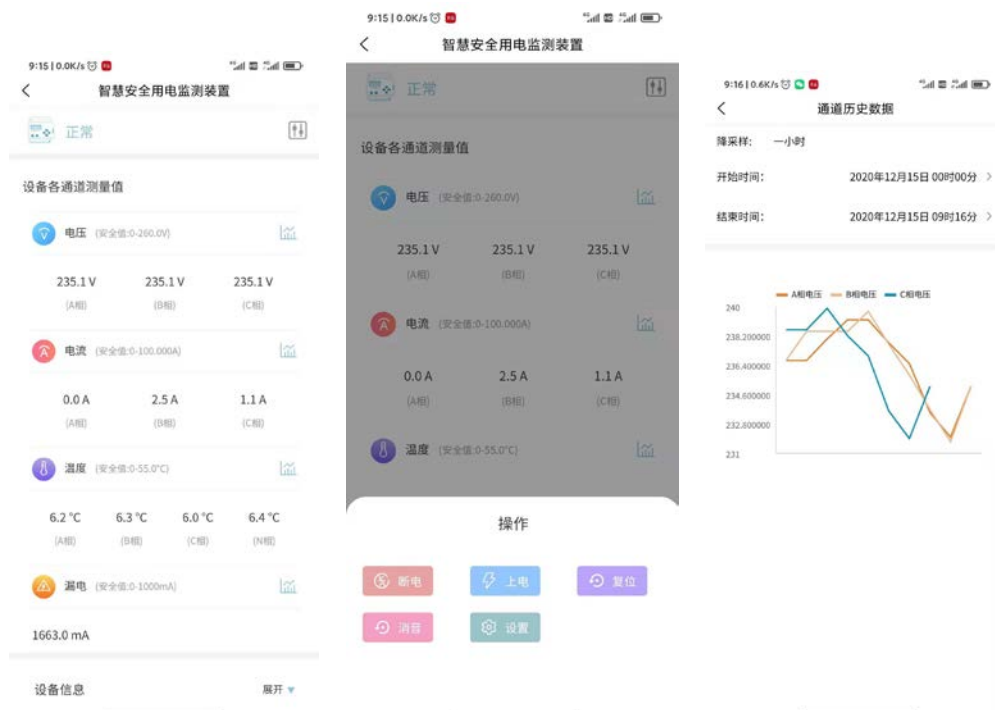 9:15 | 0.0K/s
智慧安全用电监测装置
正常
设备各通道测量值
电压 (安全值:0-260.0V)
235.1 V 235.1 V 235.1 V
(A相) (B相) (C相)
电流 (安全值:0-100.000A)
0.0 A 2.5 A 1.1 A
(A相) (B相) (C相)
温度 (安全值:0-55.0°C)
6.2 °C 6.3 °C 6.0 °C 6.4 °C
(A相) (B相) (C相) (N相)
漏电 (安全值:0-1000mA)
1663.0 mA
设备信息 展开
9:15 | 0.0K/s
智慧安全用电监测装置
正常
设备各通道测量值
电压 (安全值:0-260.0V)
235.1 V 235.1 V 235.1 V
(A相) (B相) (C相)
电流 (安全值:0-100.000A)
0.0 A 2.5 A 1.1 A
(A相) (B相) (C相)
温度 (安全值:0-55.0°C)
操作
断电 上电 复位
消音 设置
9:16 | 0.6K/s
通道历史数据
降采样: 一小时
开始时间: 2020年12月15日 00时00分
结束时间: 2020年12月15日 09时16分
A相电压 B相电压 C相电压
240
238.200000
236.400000
234.600000
232.800000
231